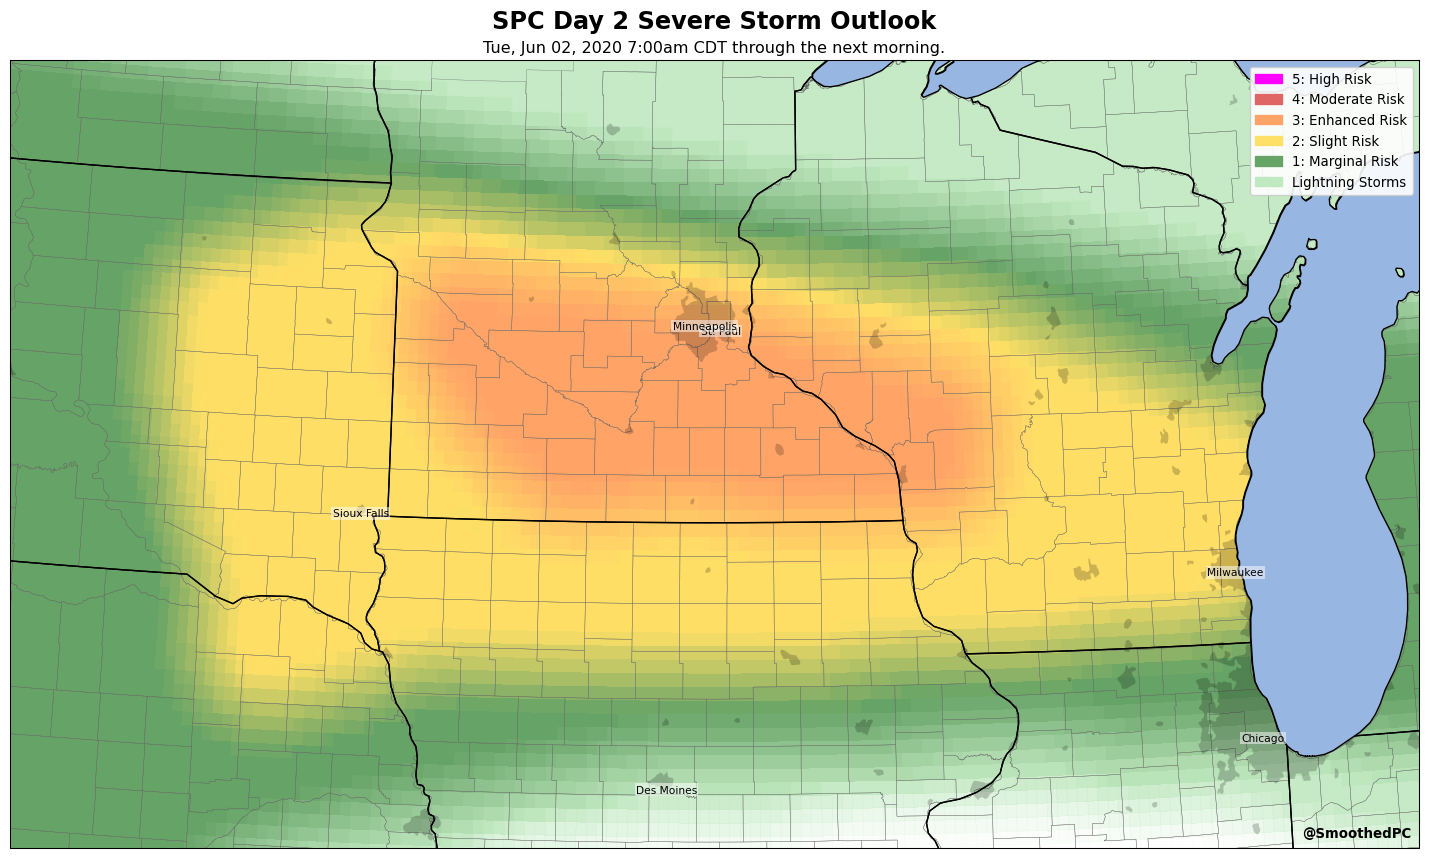 SPC Day 2 Severe Storm Outlook
Tue, Jun 02, 2020 7:00am CDT through the next morning.
5: High Risk
4: Moderate Risk
3: Enhanced Risk
2: Slight Risk
1: Marginal Risk
Lightning Storms
Minneapolis
St. Paul
Sioux Falls
Milwaukee
Chicago
Des Moines
@SmoothedPC